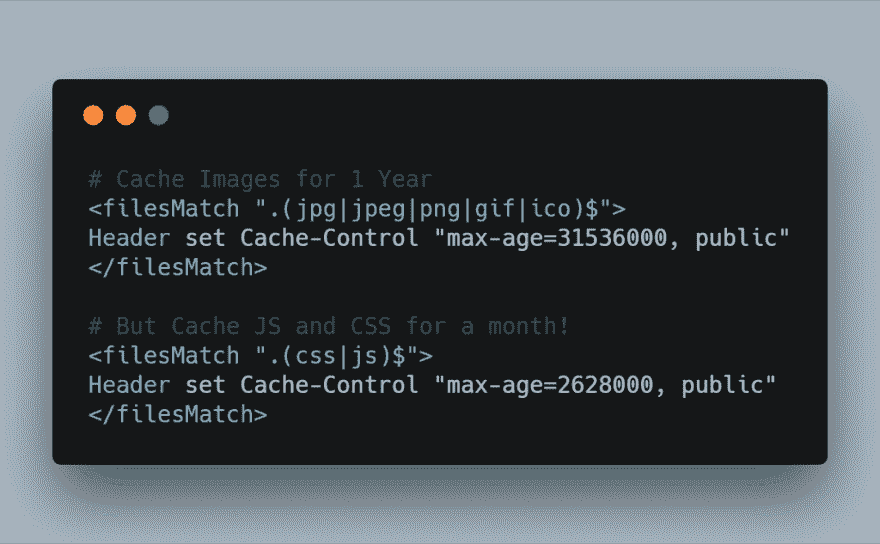 # Cache Images for 1 Year
<filesMatch ".(jpg|jpeg|png|gif|ico)$">
Header set Cache-Control "max-age=31536000, public"
</filesMatch>
# But Cache JS and CSS for a month!
<filesMatch ".(css|js)$">
Header set Cache-Control "max-age=2628000, public"
</filesMatch>